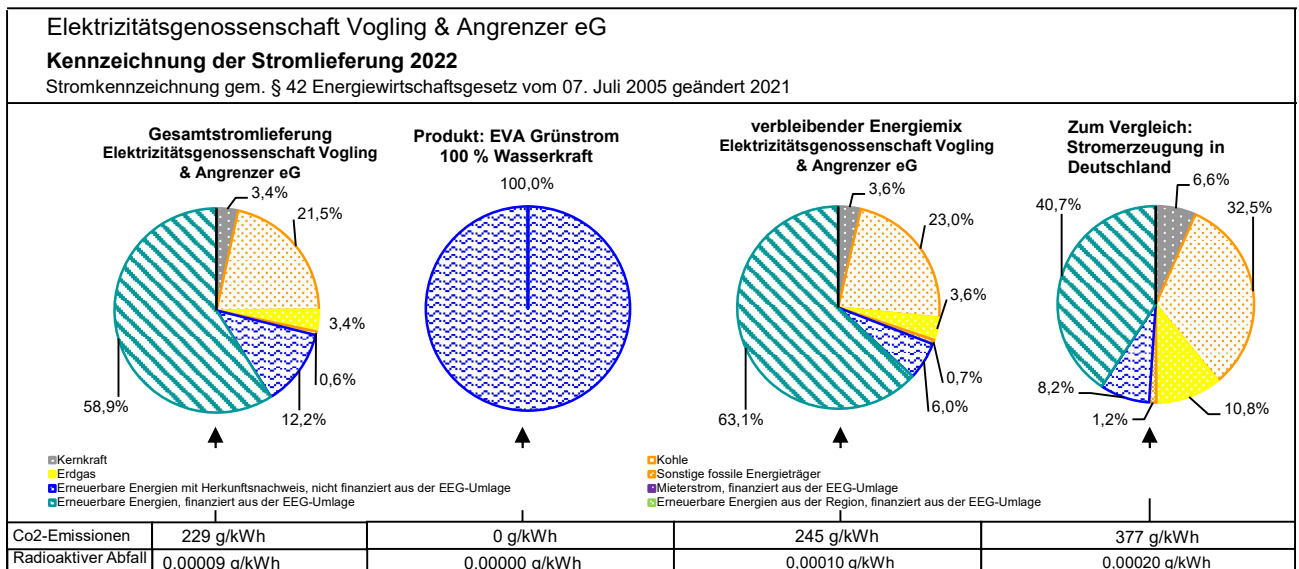 Elektrizitätsgenossenschaft Vogling & Angrenzer eG
Kennzeichnung der Stromlieferung 2022
Stromkennzeichnung gem. § 42 Energiewirtschaftsgesetz vom 07. Juli 2005 geändert 2021
Gesamtstromlieferung
Elektrizitätsgenossenschaft Vogling
& Angrenzer eG
3,4%
21,5%
3,4%
0,6%
12,2%
58,9%
Produkt: EVA Grünstrom
100 % Wasserkraft
100,0%
verbleibender Energiemix
Elektrizitätsgenossenschaft Vogling
& Angrenzer eG
3,6%
23,0%
3,6%
0,7%
6,0%
63,1%
Zum Vergleich:
Stromerzeugung in
Deutschland
6,6%
32,5%
10,8%
1,2%
8,2%
40,7%
Kernkraft
Kohle
Erdgas
Sonstige fossile Energieträger
Erneuerbare Energien mit Herkunftsnachweis, nicht finanziert aus der EEG-Umlage
Mieterstrom, finanziert aus der EEG-Umlage
Erneuerbare Energien, finanziert aus der EEG-Umlage
Erneuerbare Energien aus der Region, finanziert aus der EEG-Umlage
Co2-Emissionen 229 g/kWh 0 g/kWh 245 g/kWh 377 g/kWh
Radioaktiver Abfall 0,00009 g/kWh 0,00000 g/kWh 0,00010 g/kWh 0,00020 g/kWh